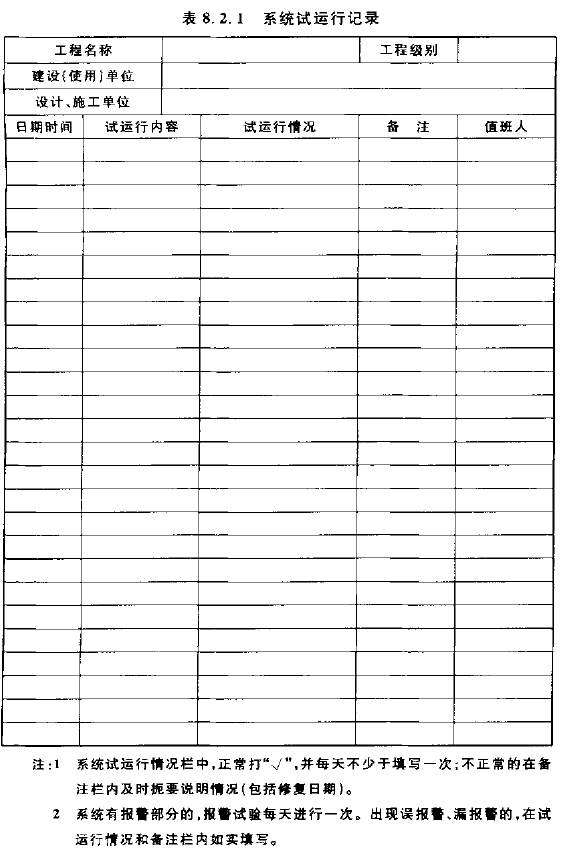 表8.2.1 系统试运行记录
工程名称 工程级别
建设(使用)单位
设计、施工单位
日期时间 试运行内容 试运行情况 备 注 值班人
注:1 系统试运行情况栏中,正常打“√”,并每天不少于填写一次;不正常的在备
注栏内及时扼要说明情况(包括修复日期)。
2 系统有报警部分的,报警试验每天进行一次。出现误报警、漏报警的,在试
运行情况和备注栏内如实填写。